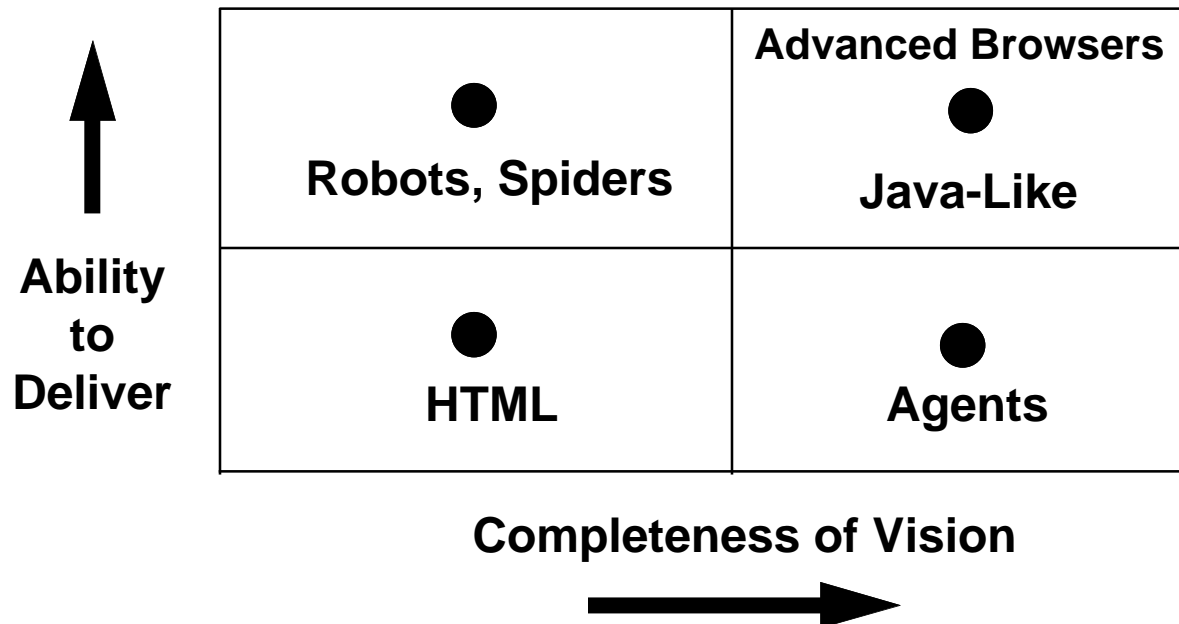 Advanced Browsers
Robots, Spiders
Java-Like
Ability
to
Deliver
HTML
Agents
Completeness of Vision